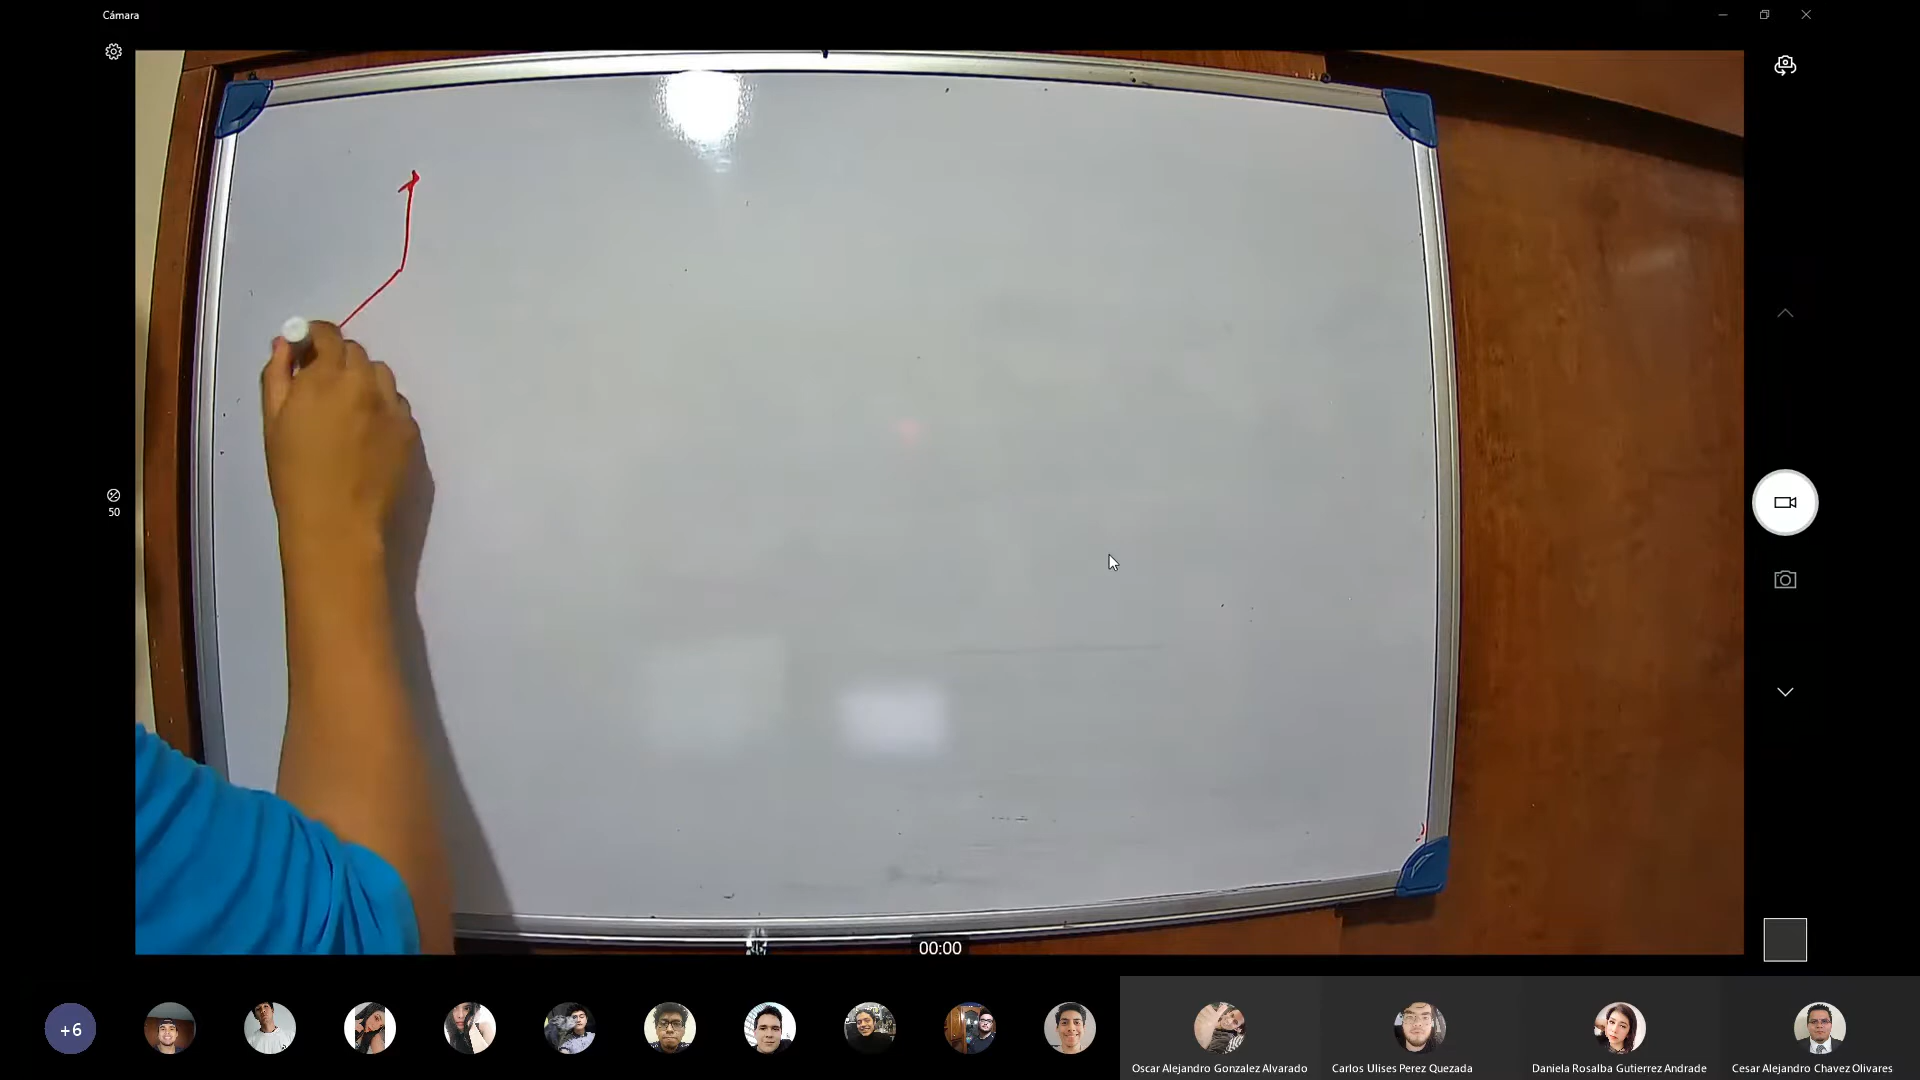 Cámara
50
00:00
+6
Oscar Alejandro Gonzalez Alvarado
Carlos Ulises Perez Quezada
Daniela Rosalba Gutierrez Andrade
Cesar Alejandro Chavez Olivares